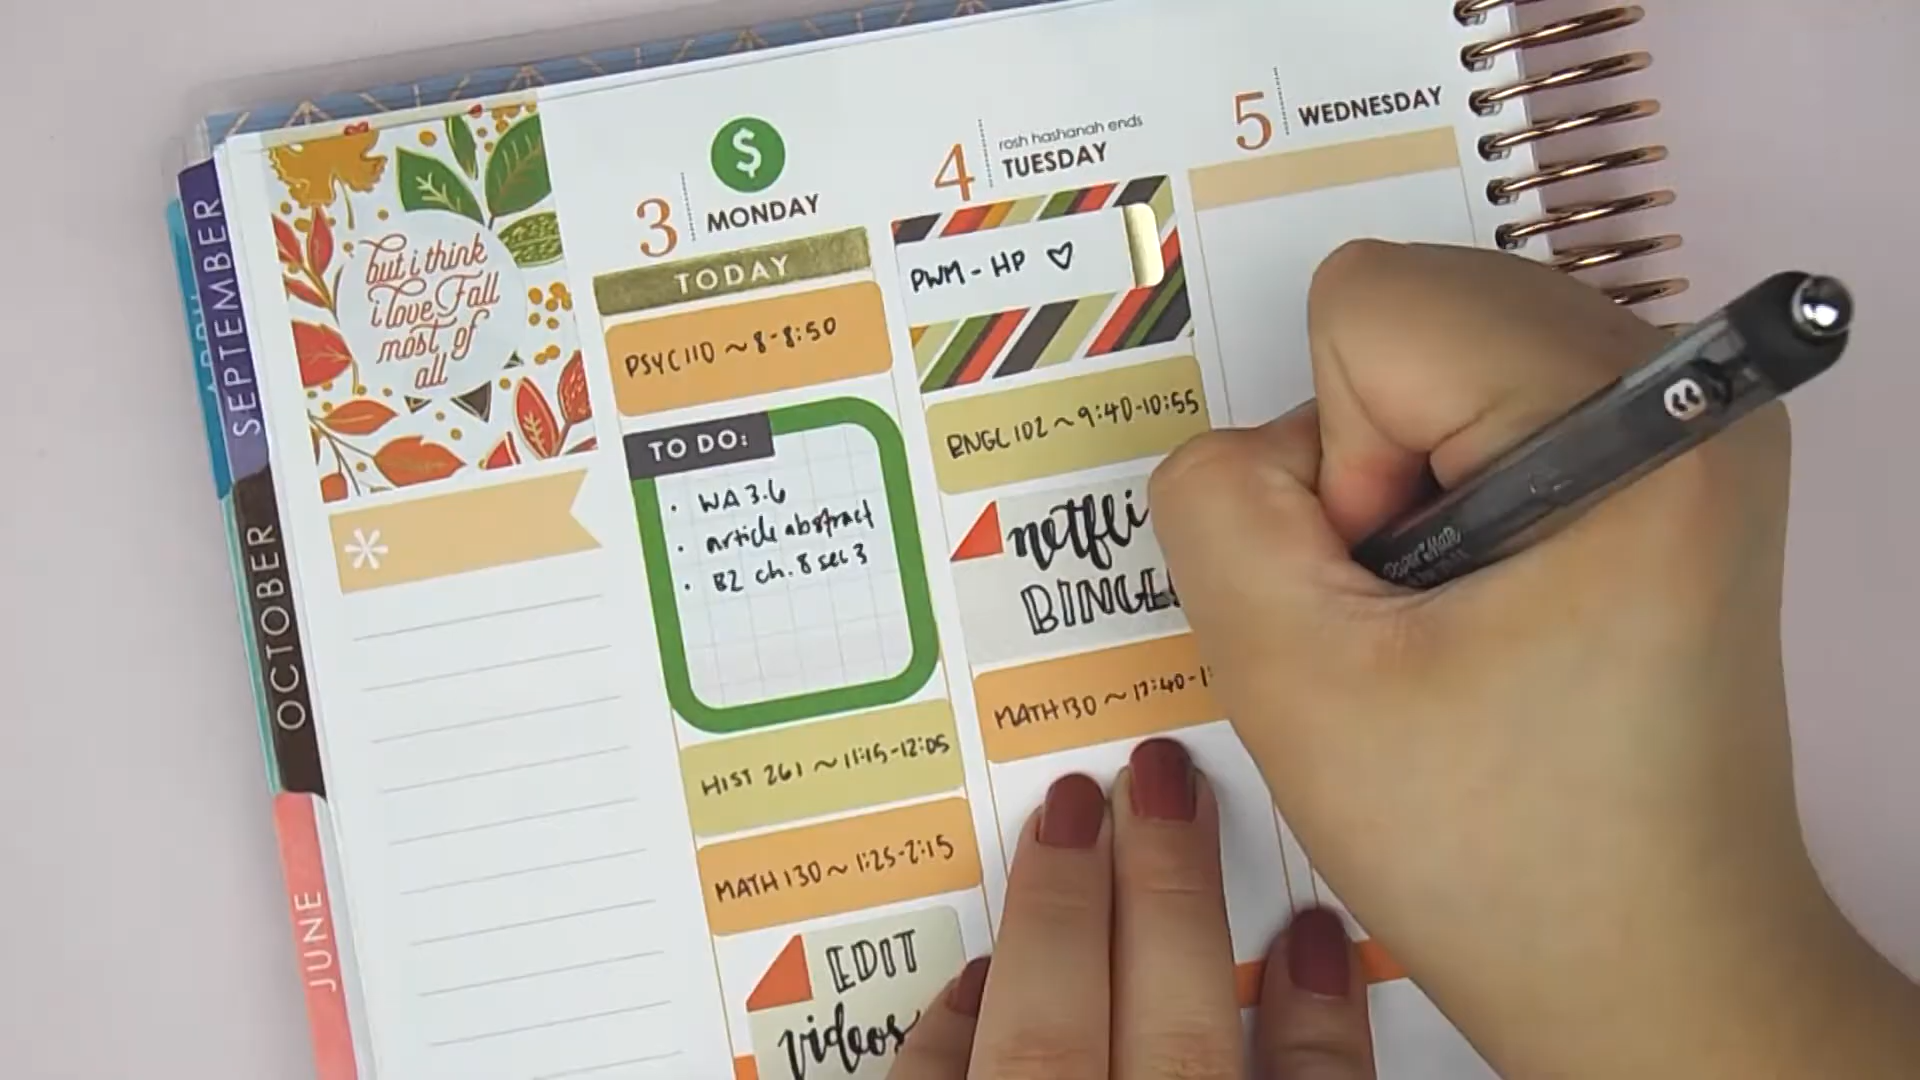 SEPTEMBER
OCTOBER
JUNE
but i think
i love Fall
most of
all
*
$
3 MONDAY
TODAY
PSYC 110 ~ 8-8:50
TO DO:
• WA 3.6
• article abstract
• B2 ch. 8 sec 3
HIST 261 ~ 11:15-12:05
MATH 130 ~ 1:25-2:15
EDIT
videos
rosh hashanah ends
4 TUESDAY
PWM - HP ♡
ENGL 102 ~ 9:40-10:55
BINGE
MATH 130 ~
5 WEDNESDAY
Paper Mate